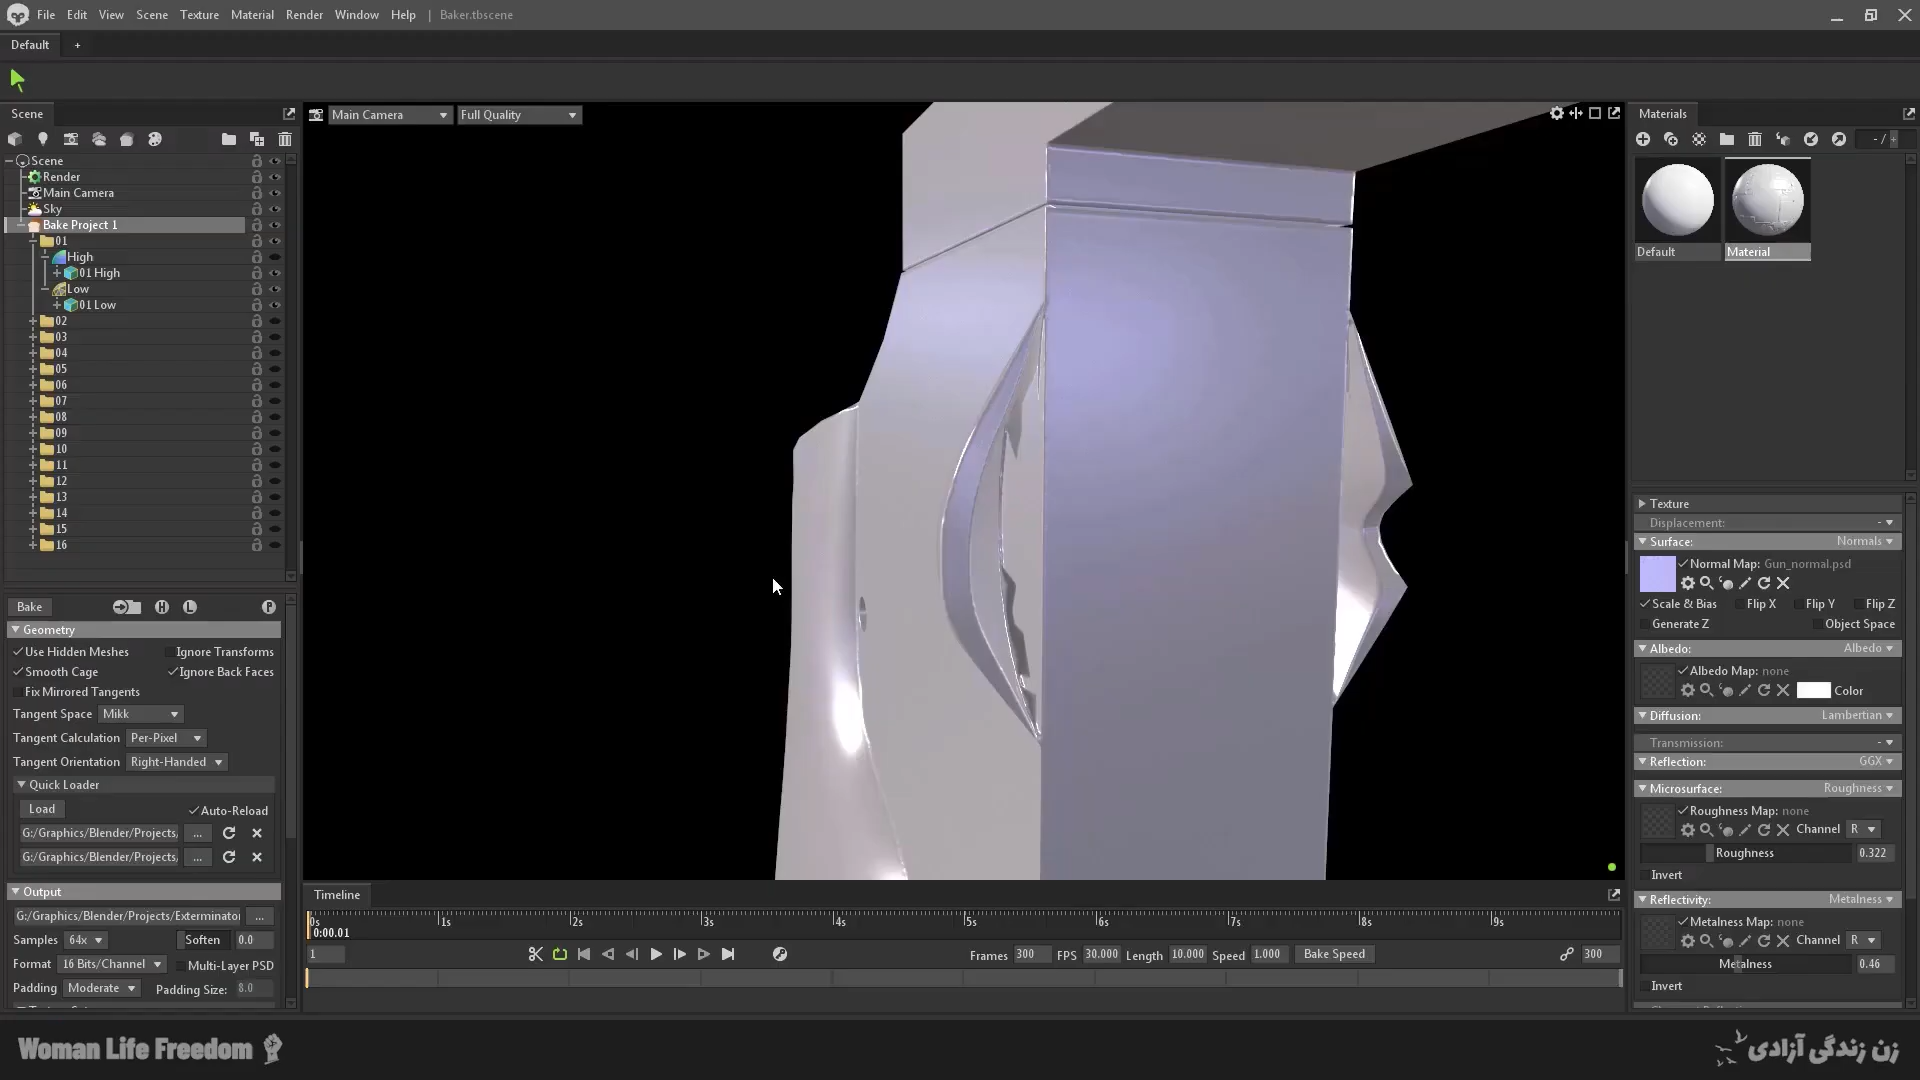 File Edit View Scene Texture Material Render Window Help | Baker.tbscene
Default +
Scene
Main Camera
Full Quality
Materials
Scene
Render
Main Camera
Sky
Bake Project 1
01
High
01 High
Low
01 Low
02
03
04
05
06
07
08
09
10
11
12
13
14
15
16
Default
Material
Bake H L P
Geometry
Use Hidden Meshes Ignore Transforms
Smooth Cage Ignore Back Faces
Fix Mirrored Tangents
Tangent Space Mikk
Tangent Calculation Per-Pixel
Tangent Orientation Right-Handed
Quick Loader
Load Auto-Reload
G:/Graphics/Blender/Projects/ ...
G:/Graphics/Blender/Projects/ ...
Output
G:/Graphics/Blender/Projects/Exterminator ...
Samples 64x Soften 0.0
Format 16 Bits/Channel Multi-Layer PSD
Padding Moderate Padding Size: 8.0
Timeline
0s 1s 2s 3s 4s 5s 6s 7s 8s 9s
0:00.01
1 Frames 300 FPS 30.000 Length 10.000 Speed 1.000 Bake Speed 300
Texture
Displacement: -
Surface: Normals
Normal Map: Gun_normal.psd
Scale & Bias Flip X Flip Y Flip Z
Generate Z Object Space
Albedo: Albedo
Albedo Map: none
Color
Diffusion: Lambertian
Transmission: -
Reflection: GGX
Microsurface: Roughness
Roughness Map: none
Channel R
Roughness 0.322
Invert
Reflectivity: Metalness
Metalness Map: none
Channel R
Metalness 0.46
Invert
Woman Life Freedom
زن زندگی آزادی